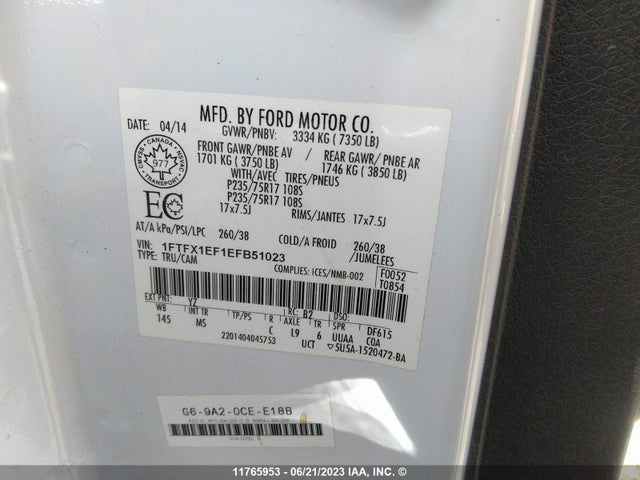 MFD. BY FORD MOTOR CO.
DATE: 04/14
GVWR/PNBV: 3334 KG ( 7350 LB)
FRONT GAWR/PNBE AV / REAR GAWR/ PNBE AR
1701 KG ( 3750 LB) 1746 KG ( 3850 LB)
WITH/AVEC TIRES/PNEUS
P235/75R17 108S
P235/75R17 108S
17x7.5J RIMS/JANTES 17x7.5J
CANADA
977
TRANSPORT
EC
AT/A kPa/PSI/LPC 260/38 COLD/A FROID 260/38
/JUMELEES
VIN: 1FTFX1EF1EFB51023
TYPE: TRU/CAM
COMPLIES: ICES/NMB-002
F0052
T0854
EXT PNT: YZ RC: B2 DSO:
WB INT TR TP/PS R AXLE TR SPR DF615
145 MS C L9 6 UUAA COA
2201404045753 UCT 5U5A-1520472-BA
G6-9A2-0CE-E18B
11765953 - 06/21/2023 IAA, INC. ©